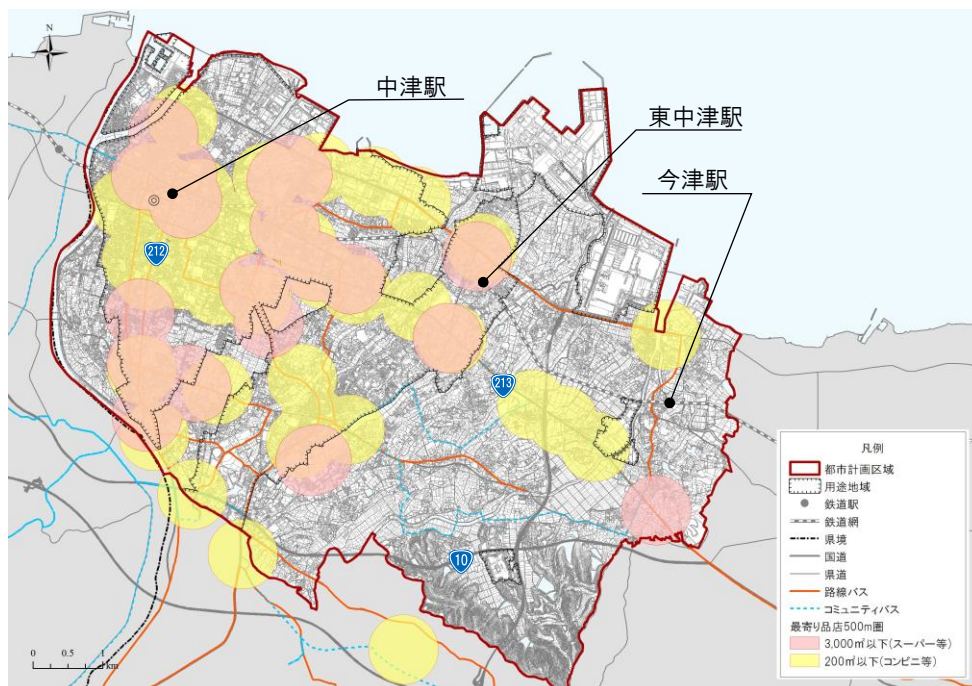 N
中津駅
東中津駅
今津駅
212
213
10
凡例
都市計画区域
用途地域
鉄道駅
鉄道網
県境
国道
県道
路線バス
コミュニティバス
最寄り品店500m圏
3,000㎡以下(スーパー等)
200㎡以下(コンビニ等)
0 0.5 1
km